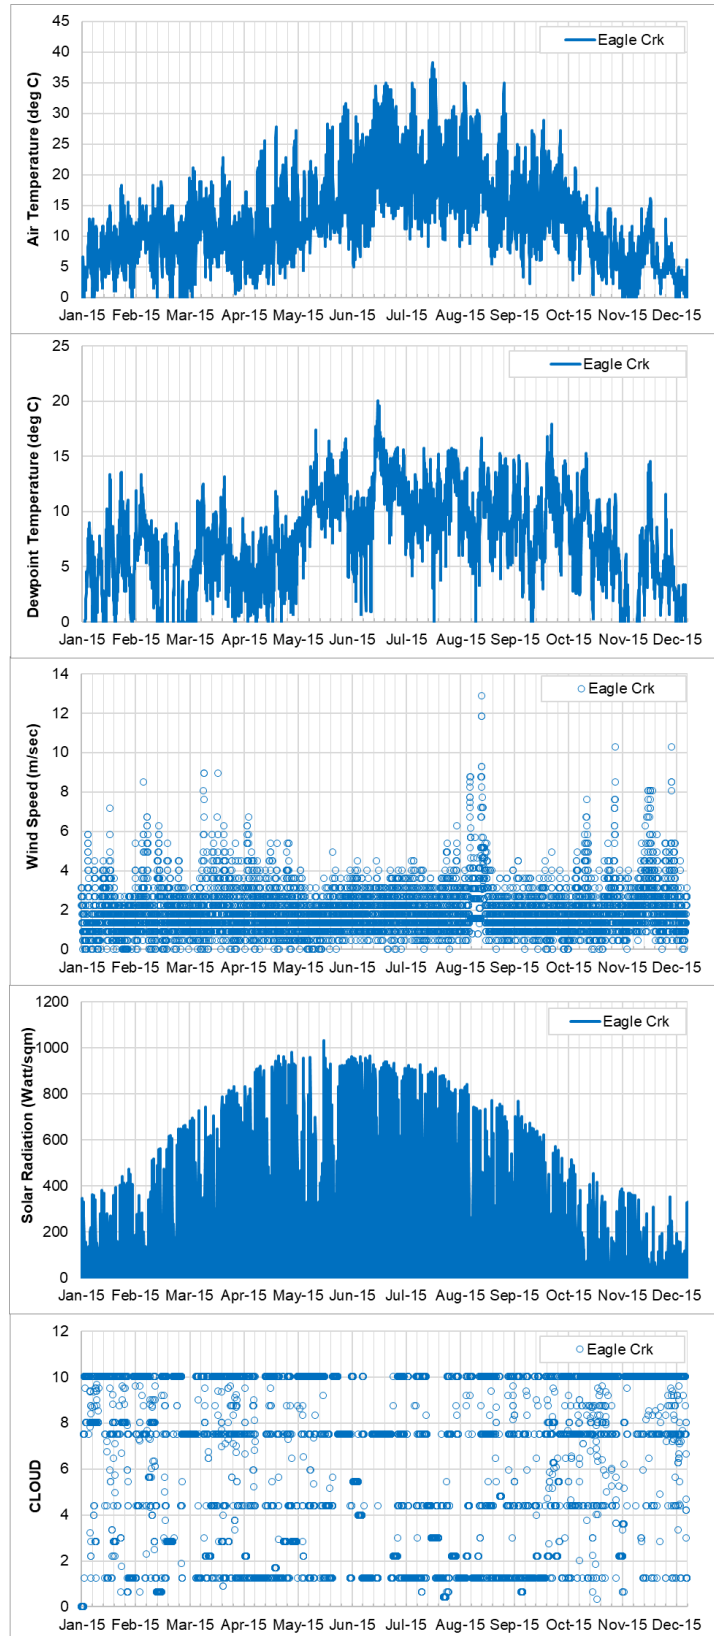 45
40
35
30
25
20
15
10
5
0
Air Temperature (deg C)
Eagle Crk
Jan-15 Feb-15 Mar-15 Apr-15 May-15 Jun-15 Jul-15 Aug-15 Sep-15 Oct-15 Nov-15 Dec-15
25
20
15
10
5
0
Dewpoint Temperature (deg C)
Eagle Crk
Jan-15 Feb-15 Mar-15 Apr-15 May-15 Jun-15 Jul-15 Aug-15 Sep-15 Oct-15 Nov-15 Dec-15
14
12
10
8
6
4
2
0
Wind Speed (m/sec)
Eagle Crk
Jan-15 Feb-15 Mar-15 Apr-15 May-15 Jun-15 Jul-15 Aug-15 Sep-15 Oct-15 Nov-15 Dec-15
1200
1000
800
600
400
200
0
Solar Radiation (Watt/sqm)
Eagle Crk
Jan-15 Feb-15 Mar-15 Apr-15 May-15 Jun-15 Jul-15 Aug-15 Sep-15 Oct-15 Nov-15 Dec-15
12
10
8
6
4
2
0
CLOUD
Eagle Crk
Jan-15 Feb-15 Mar-15 Apr-15 May-15 Jun-15 Jul-15 Aug-15 Sep-15 Oct-15 Nov-15 Dec-15